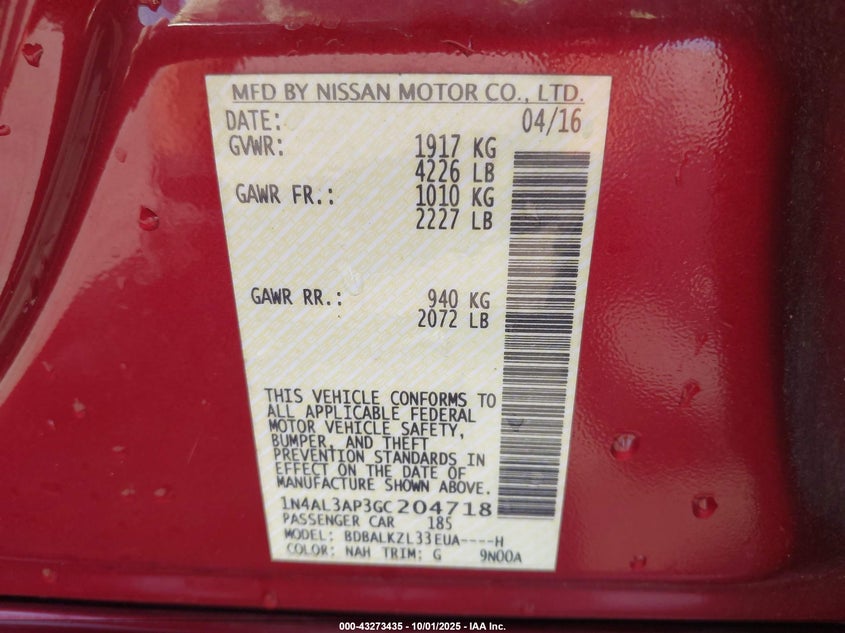 MFD BY NISSAN MOTOR CO., LTD.
DATE: 04/16
GVWR: 1917 KG
4226 LB
GAWR FR.: 1010 KG
2227 LB
GAWR RR.: 940 KG
2072 LB
THIS VEHICLE CONFORMS TO
ALL APPLICABLE FEDERAL
MOTOR VEHICLE SAFETY,
BUMPER, AND THEFT
PREVENTION STANDARDS IN
EFFECT ON THE DATE OF
MANUFACTURE SHOWN ABOVE.
1N4AL3AP3GC204718
PASSENGER CAR 185
MODEL: BDBALKZL33EUA----H
COLOR: NAH TRIM: G 9N00A
000-43273435 - 10/01/2025 - IAA Inc.